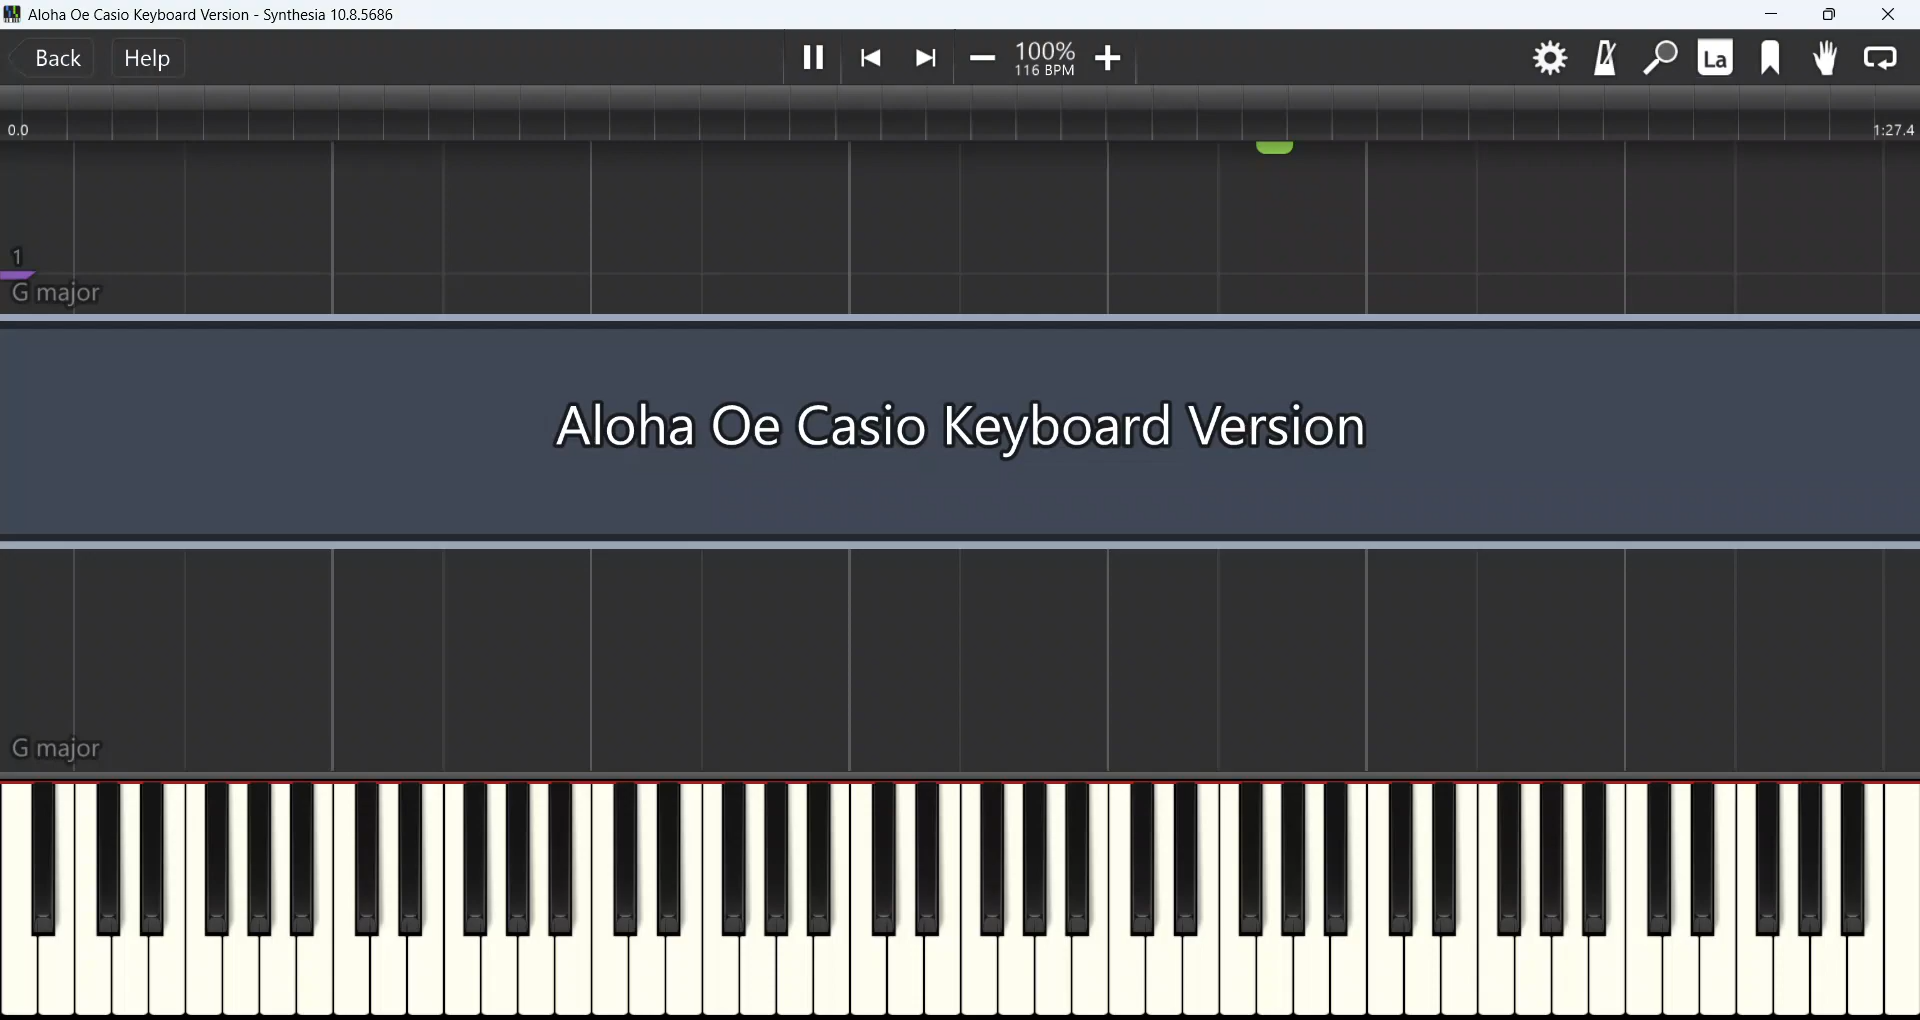 Aloha Oe Casio Keyboard Version - Synthesia 10.8.5686
Back
Help
100%
116 BPM
La
0.0
1:27.4
1
G major
Aloha Oe Casio Keyboard Version
G major